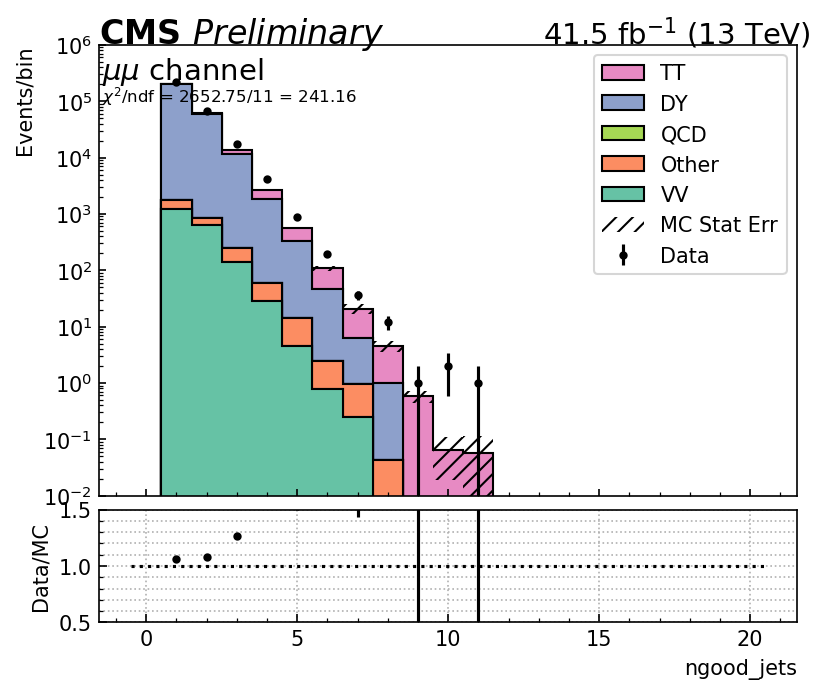 CMS Preliminary 41.5 fb⁻¹ (13 TeV)
μμ channel
χ²/ndf = 2652.75/11 = 241.16
Events/bin
10⁶
10⁵
10⁴
10³
10²
10¹
10⁰
10⁻¹
10⁻²
TT
DY
QCD
Other
VV
MC Stat Err
Data
Data/MC
1.5
1.0
0.5
0 5 10 15 20
ngood_jets